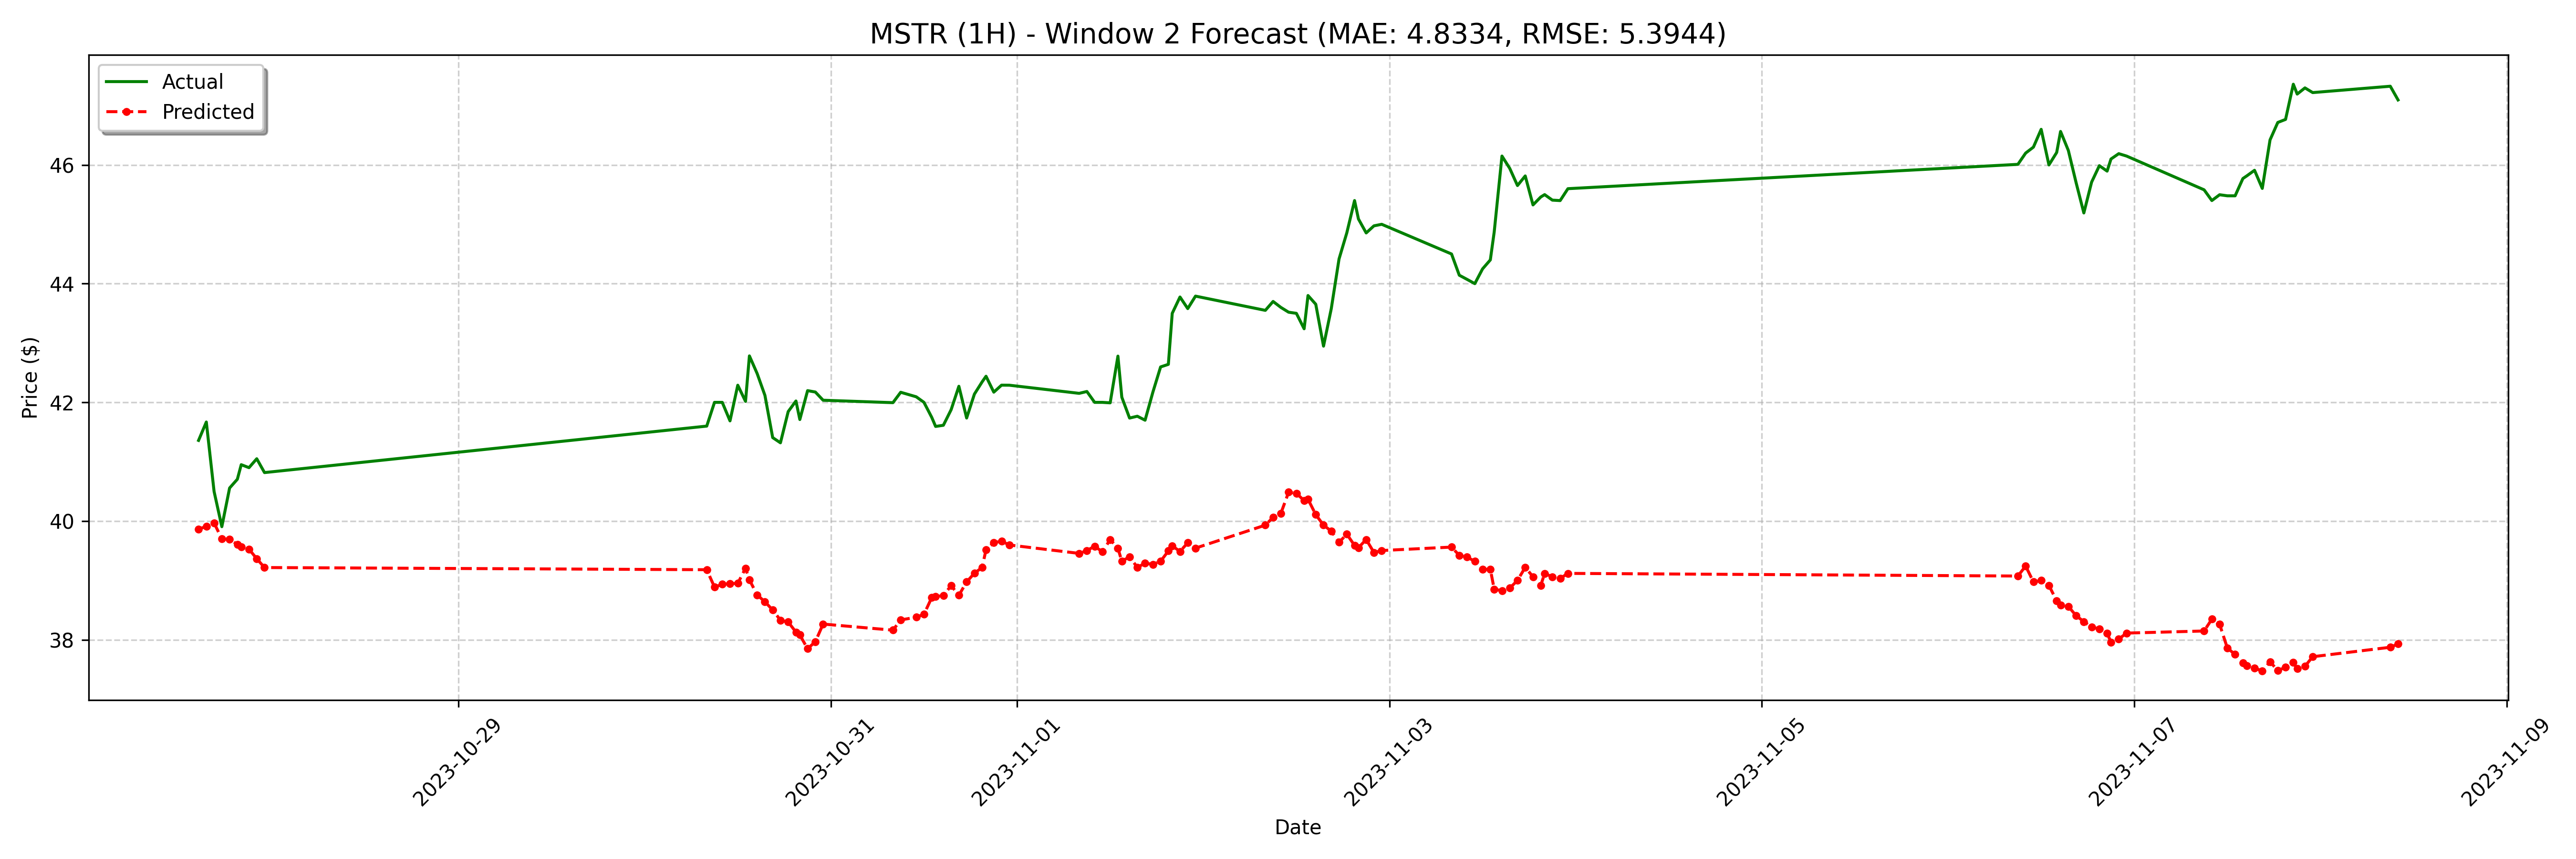 MSTR (1H) - Window 2 Forecast (MAE: 4.8334, RMSE: 5.3944)
Actual
Predicted
Price ($)
46
44
42
40
38
2023-10-29
2023-10-31
2023-11-01
2023-11-03
2023-11-05
2023-11-07
2023-11-09
Date